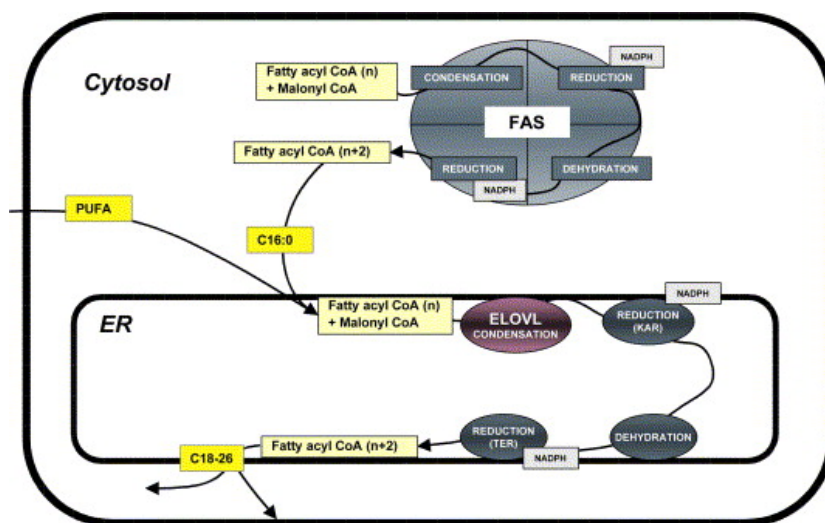 Cytosol
Fatty acyl CoA (n)
+ Malonyl CoA
CONDENSATION
REDUCTION
NADPH
FAS
Fatty acyl CoA (n+2)
REDUCTION
NADPH
DEHYDRATION
PUFA
C16:0
ER
Fatty acyl CoA (n)
+ Malonyl CoA
ELOVL
CONDENSATION
REDUCTION
(KAR)
NADPH
C18-26
Fatty acyl CoA (n+2)
REDUCTION
(TER)
NADPH
DEHYDRATION